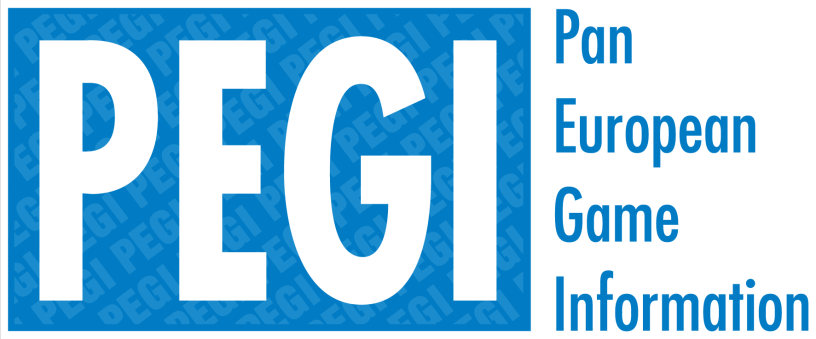 PEGI
Pan
European
Game
Information